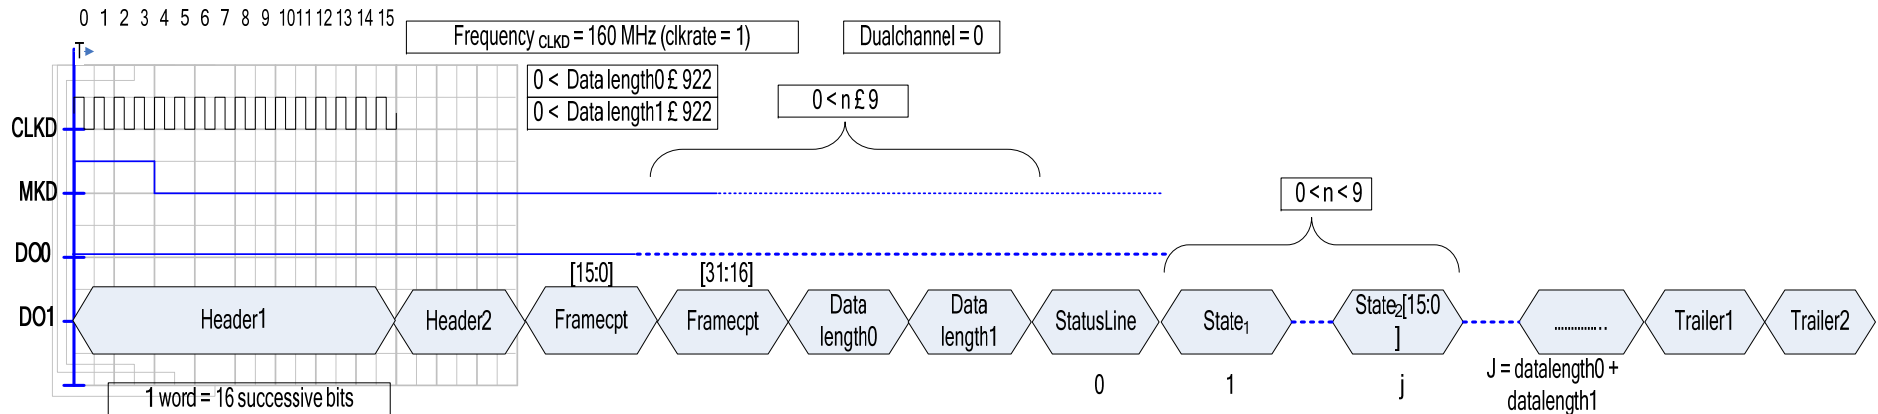 0 1 2 3 4 5 6 7 8 9 10 11 12 13 14 15
T
Frequency CLKD = 160 MHz (clkrate = 1)
Dualchannel = 0
0 < Data length0 £ 922
0 < Data length1 £ 922
0 < n £ 9
CLKD
MKD
0 < n < 9
DO0
[15:0]
[31:16]
DO1
Header1
Header2
Framecpt
Framecpt
Data
length0
Data
length1
StatusLine
State1
State2[15:0
]
..............
Trailer1
Trailer2
0
1
j
J = datalength0 +
datalength1
1 word = 16 successive bits